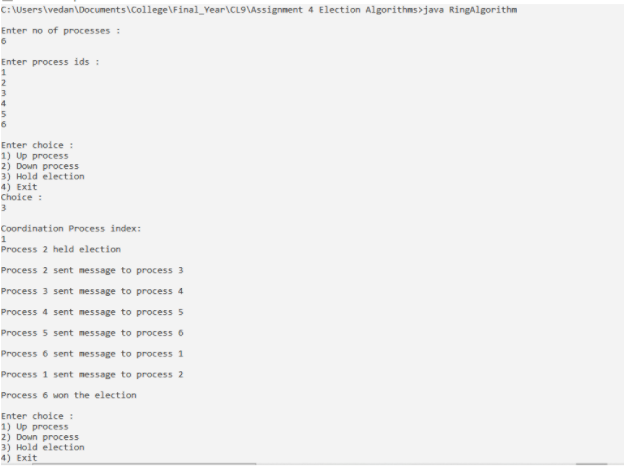 C:\Users\vedan\Documents\College\Final_Year\CL9\Assignment 4 Election Algorithms>java RingAlgorithm
Enter no of processes :
6
Enter process ids :
1
2
3
4
5
6
Enter choice :
1) Up process
2) Down process
3) Hold election
4) Exit
Choice :
3
Coordination Process index:
1
Process 2 held election
Process 2 sent message to process 3
Process 3 sent message to process 4
Process 4 sent message to process 5
Process 5 sent message to process 6
Process 6 sent message to process 1
Process 1 sent message to process 2
Process 6 won the election
Enter choice :
1) Up process
2) Down process
3) Hold election
4) Exit